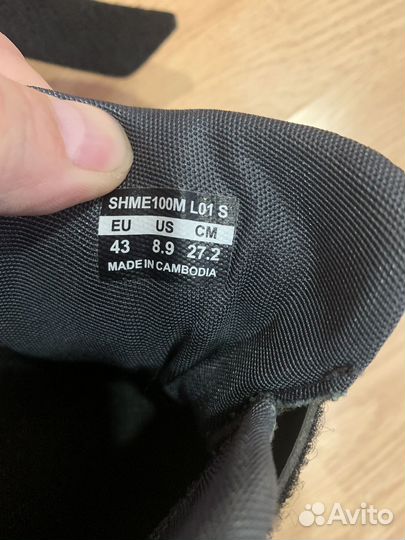 SHME100M L01 S
EU US CM
43 8.9 27.2
MADE IN CAMBODIA
Avito